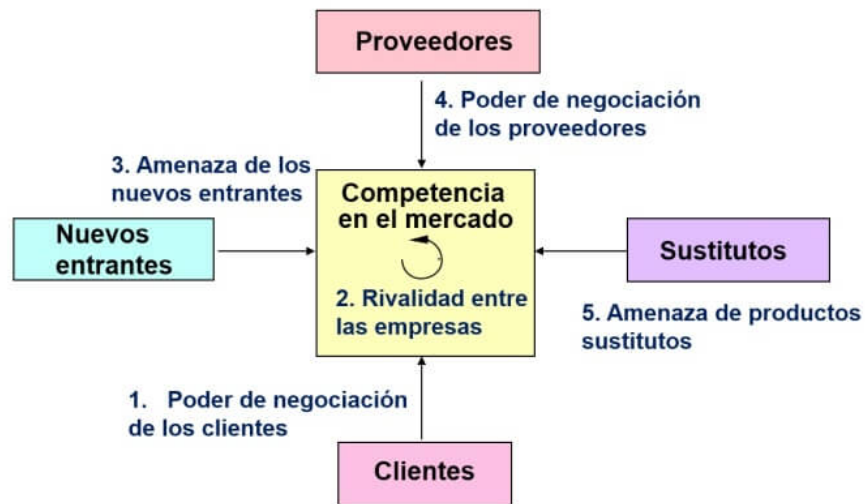 Proveedores
4. Poder de negociación
de los proveedores
3. Amenaza de los
nuevos entrantes
Competencia
en el mercado
Nuevos
entrantes
Sustitutos
2. Rivalidad entre
las empresas
5. Amenaza de productos
sustitutos
1. Poder de negociación
de los clientes
Clientes